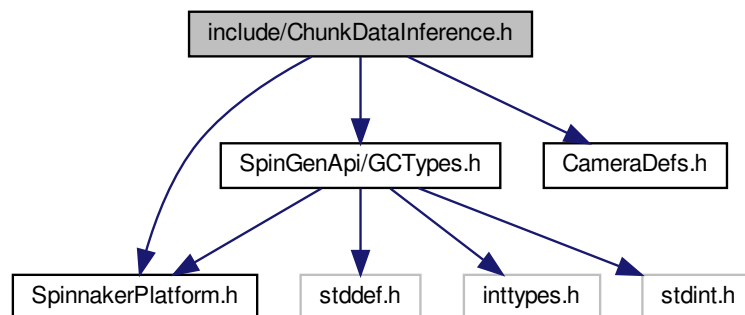 include/ChunkDataInference.h
SpinGenApi/GCTypes.h
CameraDefs.h
SpinnakerPlatform.h
stddef.h
inttypes.h
stdint.h